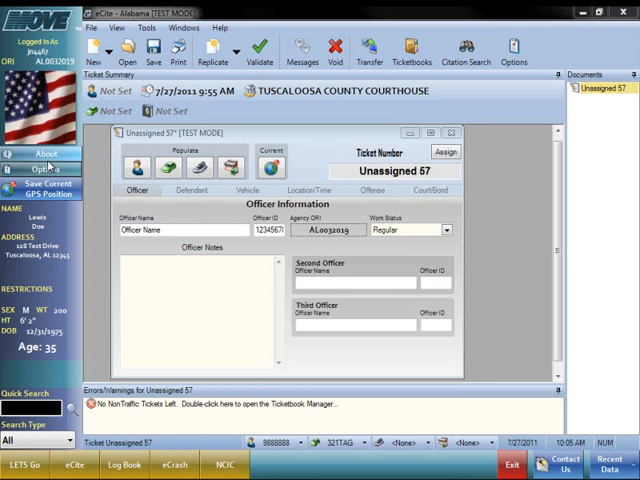 MOVE
eCite - Alabama [TEST MODE]
Logged In As
jn4467
ORI AL0032019
File View Tools Windows Help
New Open Save Print Replicate Validate Messages Void Transfer Ticketbooks Citation Search Options
Ticket Summary
Documents
Not Set 7/27/2011 9:55 AM TUSCALOOSA COUNTY COURTHOUSE
Unassigned 57
Not Set Not Set
Unassigned 57* [TEST MODE]
Populate Current Ticket Number Assign
Unassigned 57
About
Options
Save Current
GPS Position
Officer Defendant Vehicle Location/Time Offense Court/Bond
Officer Information
Officer Name Officer ID Agency ORI Work Status
Officer Name 1234567 AL0032019 Regular
Officer Notes
Second Officer
Officer Name Officer ID
Third Officer
Officer Name Officer ID
NAME
Lewis
Doe
ADDRESS
128 Test Drive
Tuscaloosa, AL 12345
RESTRICTIONS
SEX M WT 200
HT 6' 2"
DOB 12/31/1975
Age: 35
Quick Search
Search Type
All
Errors/Warnings for Unassigned 57
No NonTraffic Tickets Left. Double-click here to open the Ticketbook Manager...
Ticket Unassigned 57 9888888 321TAG <None> <None> 7/27/2011 10:05 AM NUM
LETS Go eCite Log Book eCrash NCIC Exit Contact Us Recent Data